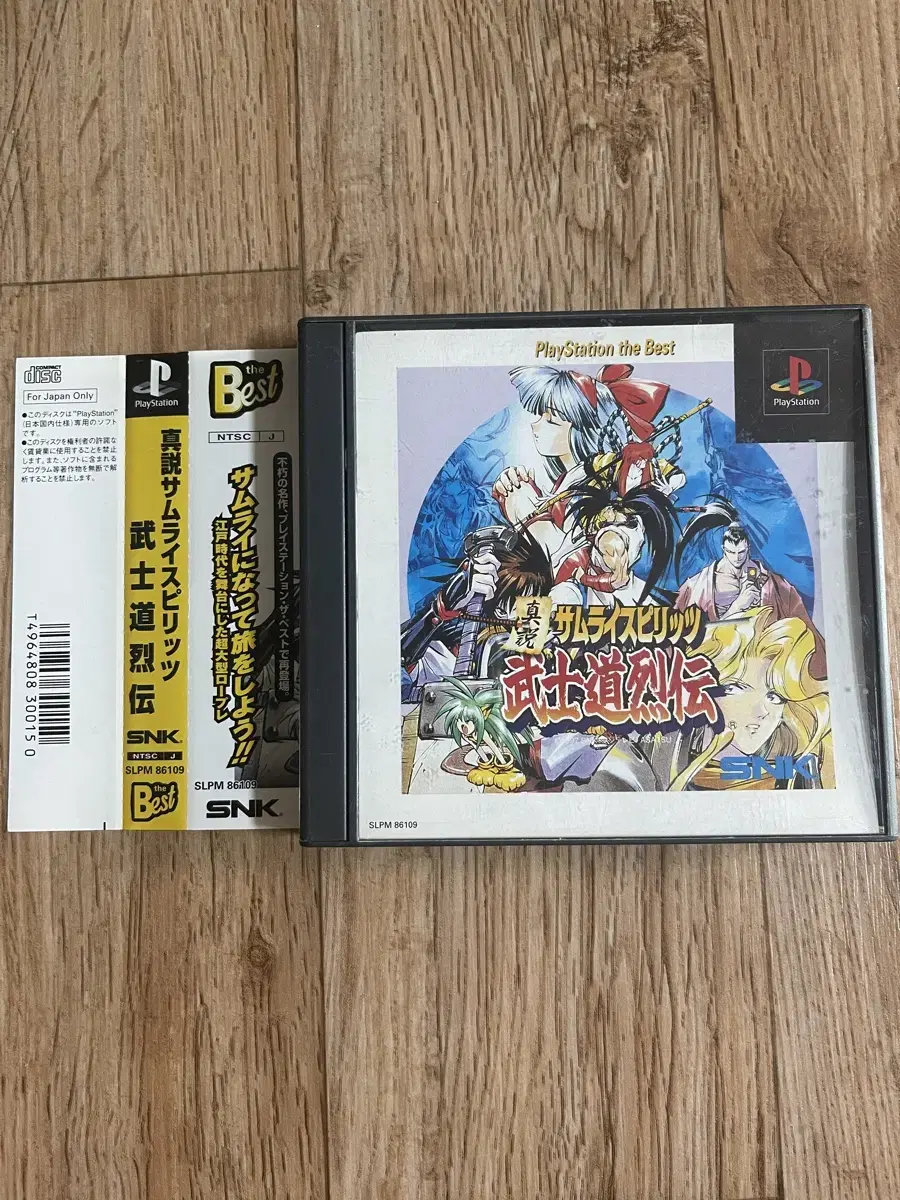 COMPACT
disc
For Japan Only
●このディスクは"PlayStation"
(日本国内仕様)専用のソフト
です。
●このディスクを権利者の許諾な
く賃貸業に使用することを禁止
します。また、ソフトに含まれる
プログラム等著作物を無断で解
析することを禁止します。
T4964808 300150
PlayStation
真説サムライスピリッツ
武士道烈伝
SNK
NTSC J
SLPM 86109
the
Best
the
Best
NTSC J
不朽の名作、プレイステーション・ザ・ベストで再登場。
サムライになって旅をしよう!!
江戸時代を舞台にした超大型ロープレ
SLPM 86109
SNK
PlayStation the Best
PlayStation
真説
サムライスピリッツ
武士道烈伝
SNK
SLPM 86109